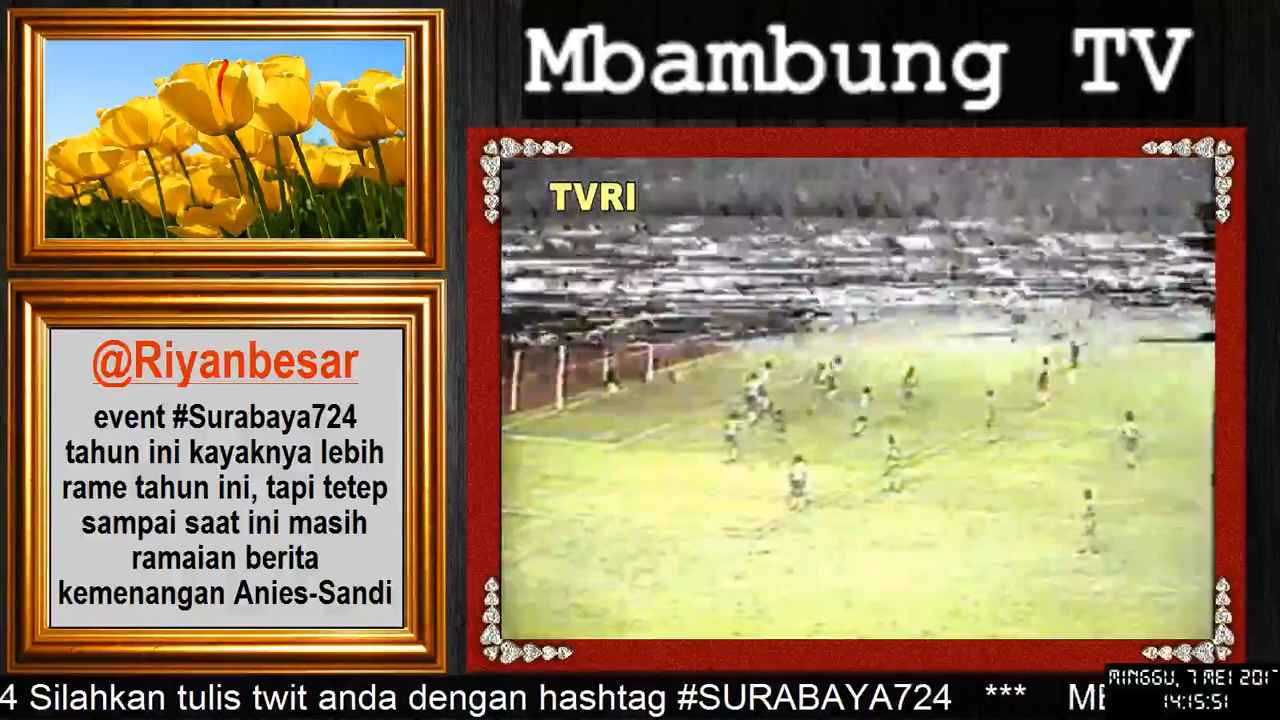 Mbambung TV
TVRI
@Riyanbesar
event #Surabaya724
tahun ini kayaknya lebih
rame tahun ini, tapi tetep
sampai saat ini masih
ramaian berita
kemenangan Anies-Sandi
4 Silahkan tulis twit anda dengan hashtag #SURABAYA724 *** ME
MINGGU, 7 MEI 2017
14:15:51